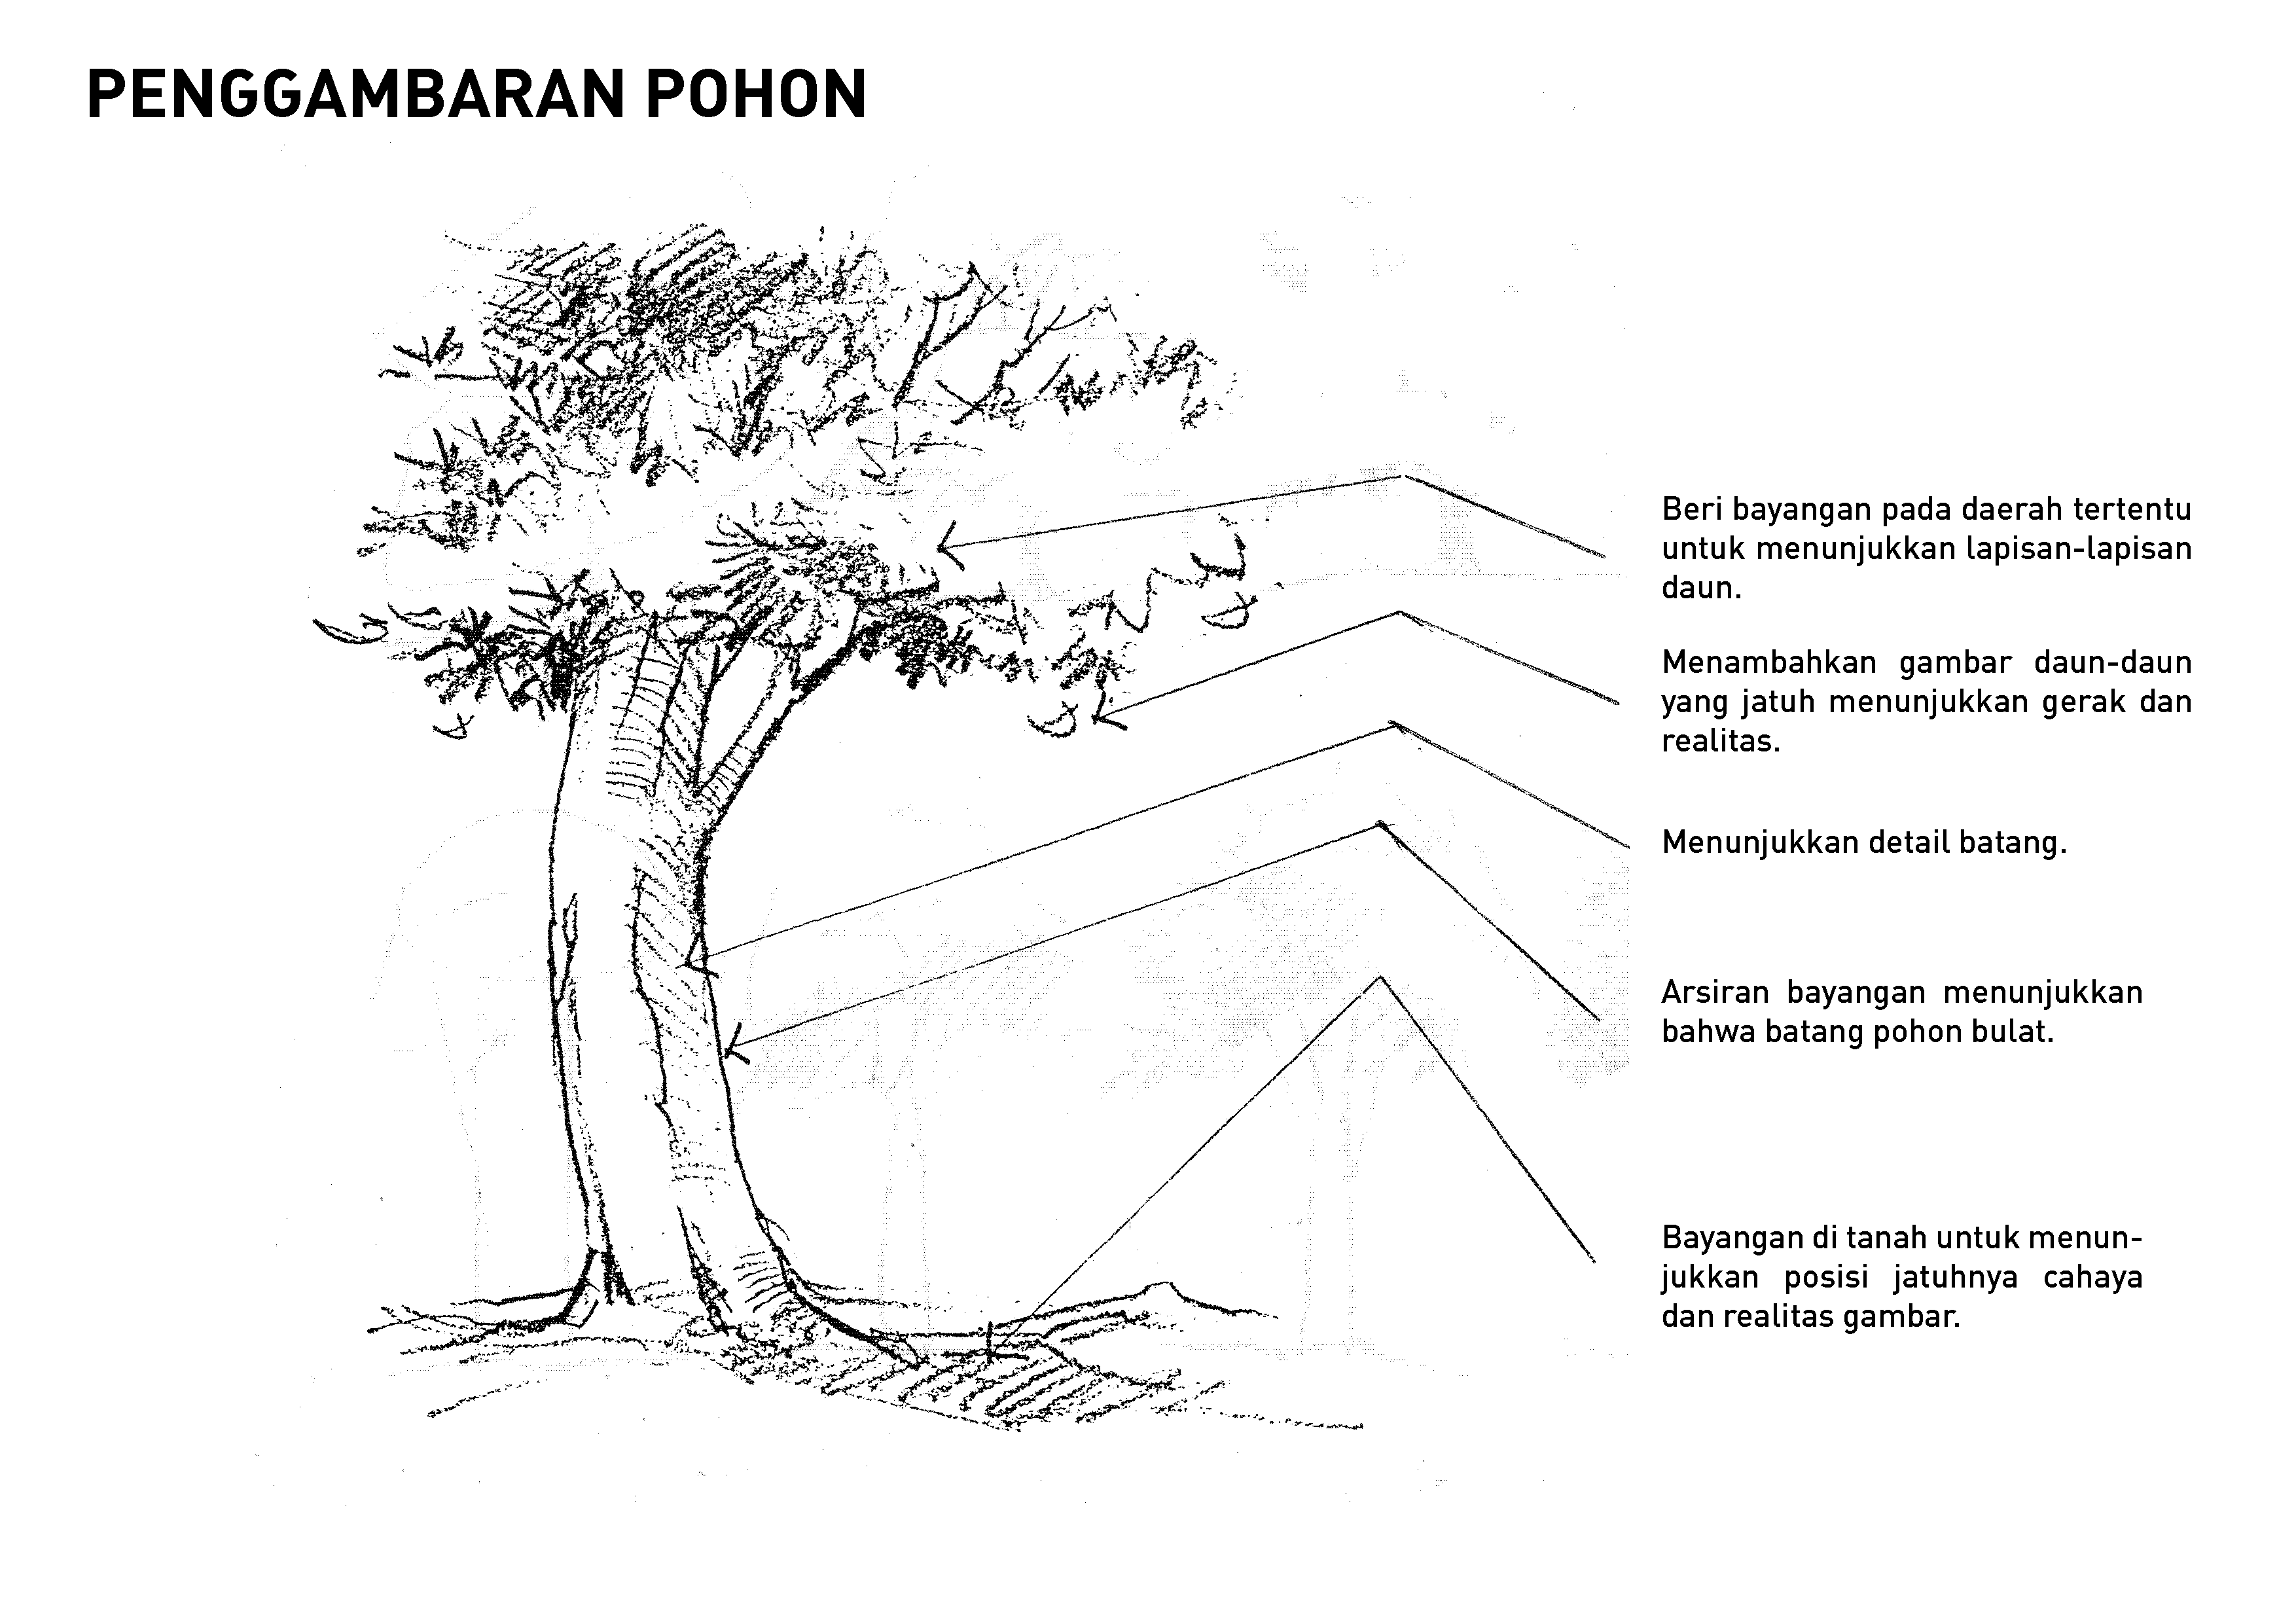 PENGGAMBARAN POHON
Beri bayangan pada daerah tertentu
untuk menunjukkan lapisan-lapisan
daun.
Menambahkan gambar daun-daun
yang jatuh menunjukkan gerak dan
realitas.
Menunjukkan detail batang.
Arsiran bayangan menunjukkan
bahwa batang pohon bulat.
Bayangan di tanah untuk menun-
jukkan posisi jatuhnya cahaya
dan realitas gambar.